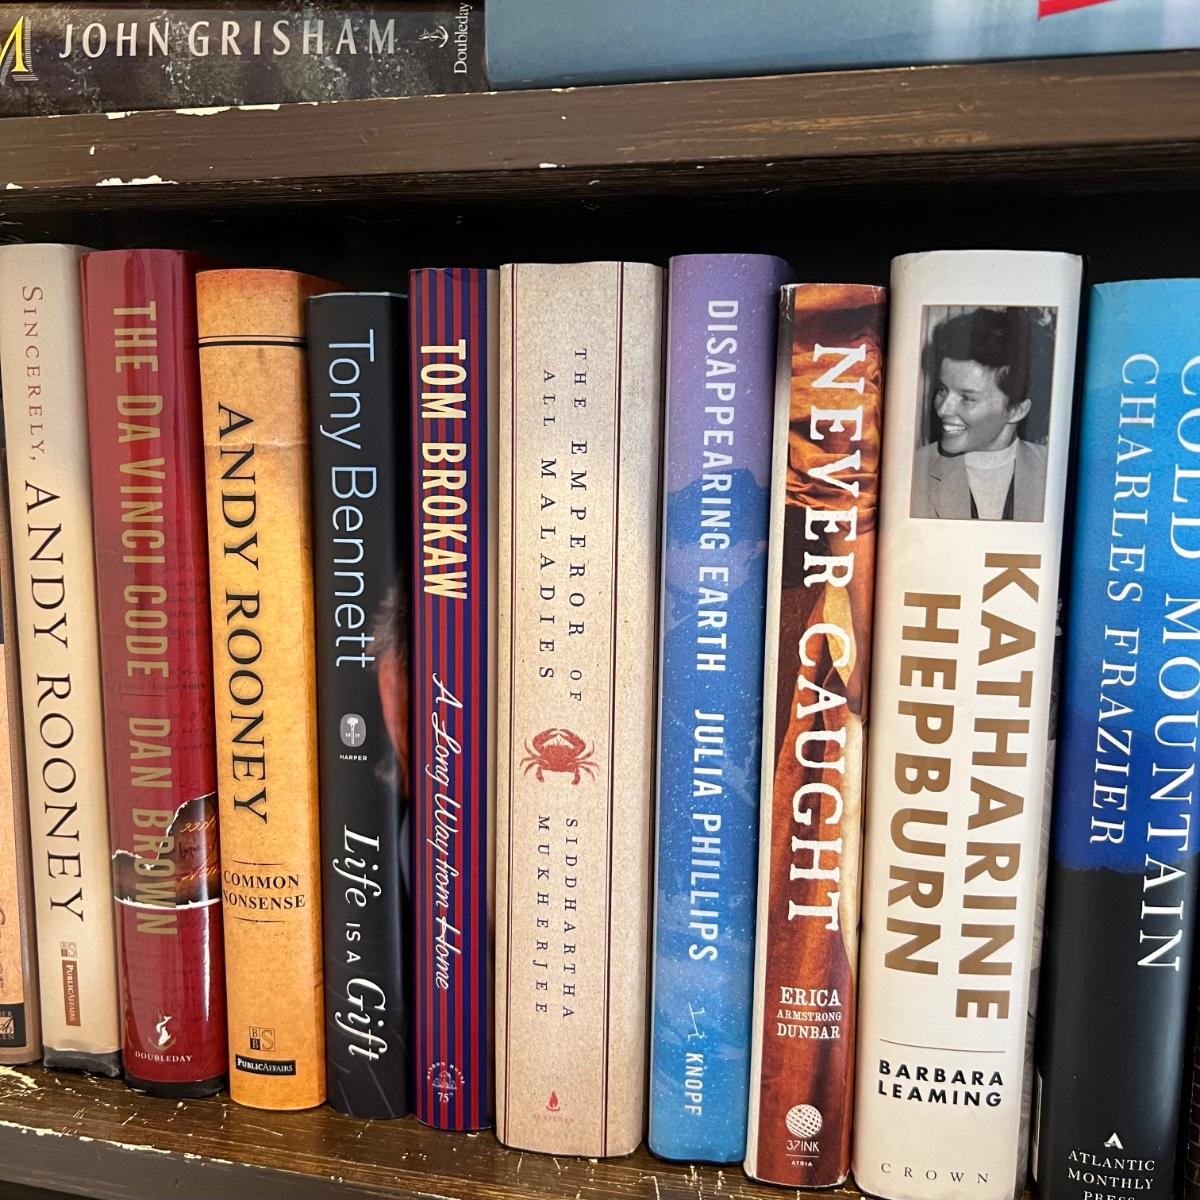 JOHN GRISHAM
Doubleday
SINCERELY, ANDY ROONEY
PUBLICAFFAIRS
THE DA VINCI CODE DAN BROWN
DOUBLEDAY
ANDY ROONEY
COMMON
NONSENSE
BBS
PUBLICAFFAIRS
Tony Bennett
HARPER
Life IS A Gift
TOM BROKAW
A Long Way from Home
75
THE EMPEROR OF
ALL MALADIES
SIDDHARTHA
MUKHERJEE
DISAPPEARING EARTH JULIA PHILLIPS
KNOPF
NEVER CAUGHT
ERICA
ARMSTRONG
DUNBAR
37INK
ATRIA
KATHARINE
HEPBURN
BARBARA
LEAMING
CROWN
COLD MOUNTAIN
CHARLES FRAZIER
ATLANTIC
MONTHLY
PRESS